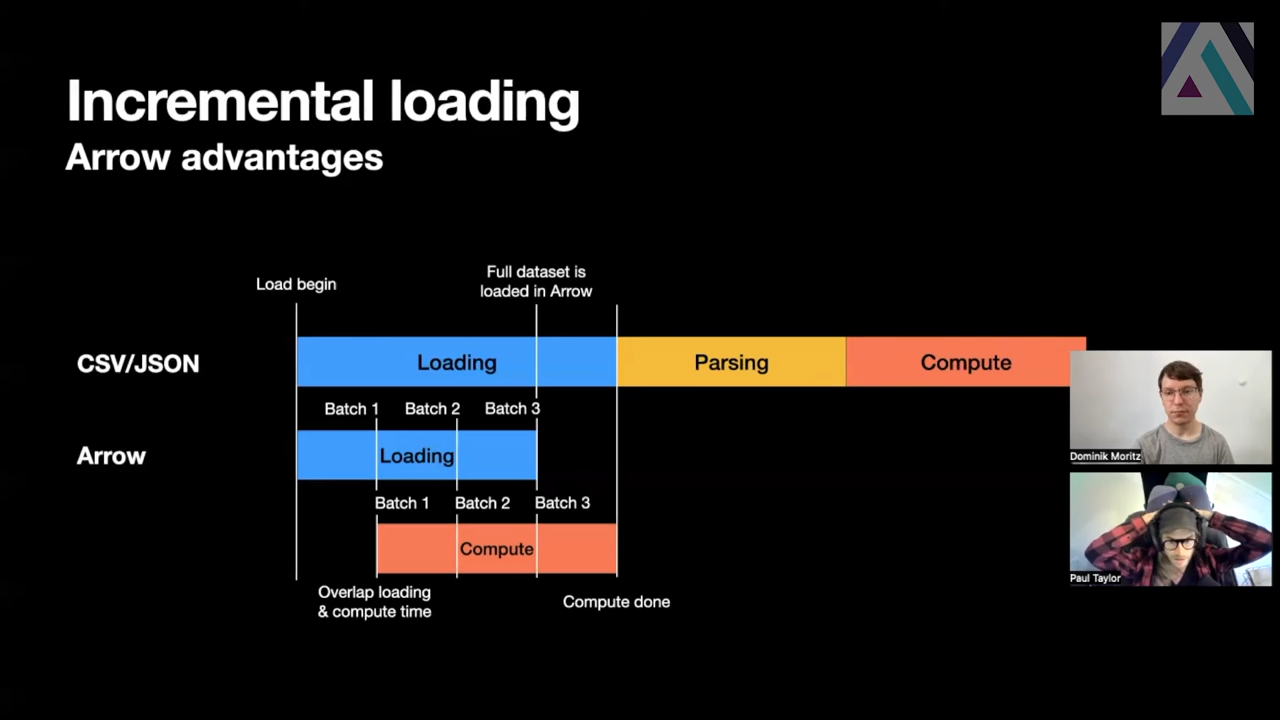 Incremental loading
Arrow advantages
Load begin
Full dataset is
loaded in Arrow
CSV/JSON
Loading
Parsing
Compute
Batch 1
Batch 2
Batch 3
Arrow
Loading
Batch 1
Batch 2
Batch 3
Compute
Overlap loading
& compute time
Compute done
Dominik Moritz
Paul Taylor